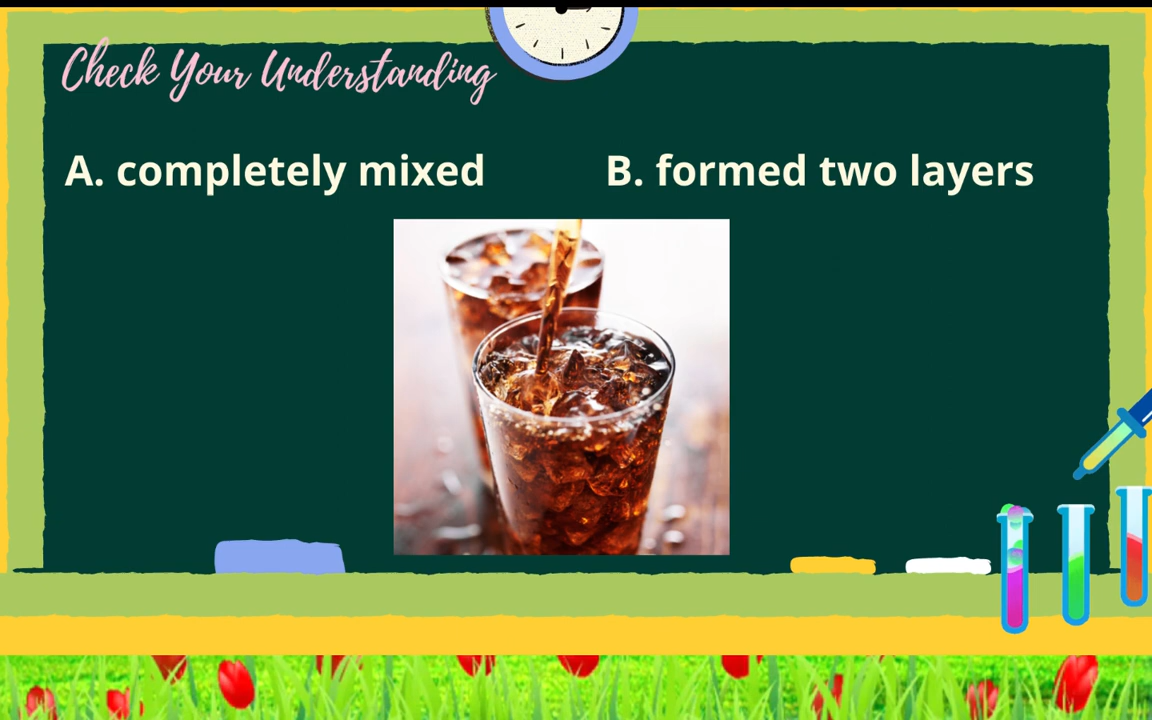 Check Your Understanding
A. completely mixed B. formed two layers